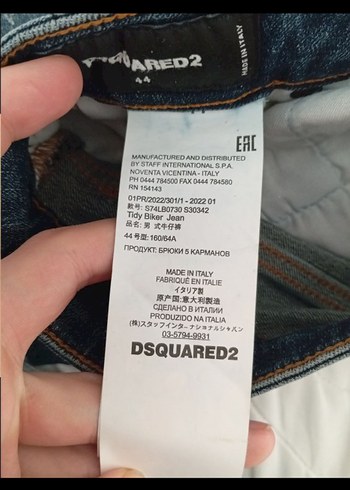 DSQUARED2
44
MADE IN ITALY
EAC
MANUFACTURED AND DISTRIBUTED
BY STAFF INTERNATIONAL S.P.A.
NOVENTA VICENTINA - ITALY
PH 0444 784500 FAX 0444 784580
RN 154143
01PR/2022/301/1 - 2022 01
款号: S74LB0730 S30342
Tidy Biker Jean
品名: 男 式牛仔裤
44 号型:160/64A
ПРОДУКТ: БРЮКИ 5 КАРМАНОВ
MADE IN ITALY
FABRIQUÉ EN ITALIE
イタリア製
原产国:意大利製造
СДЕЛАНО В ИТАЛИИ
PRODUZIDO NA ITALIA
(株)スタッフインターナショナルジャパン
03-5794-9931
DSQUARED2